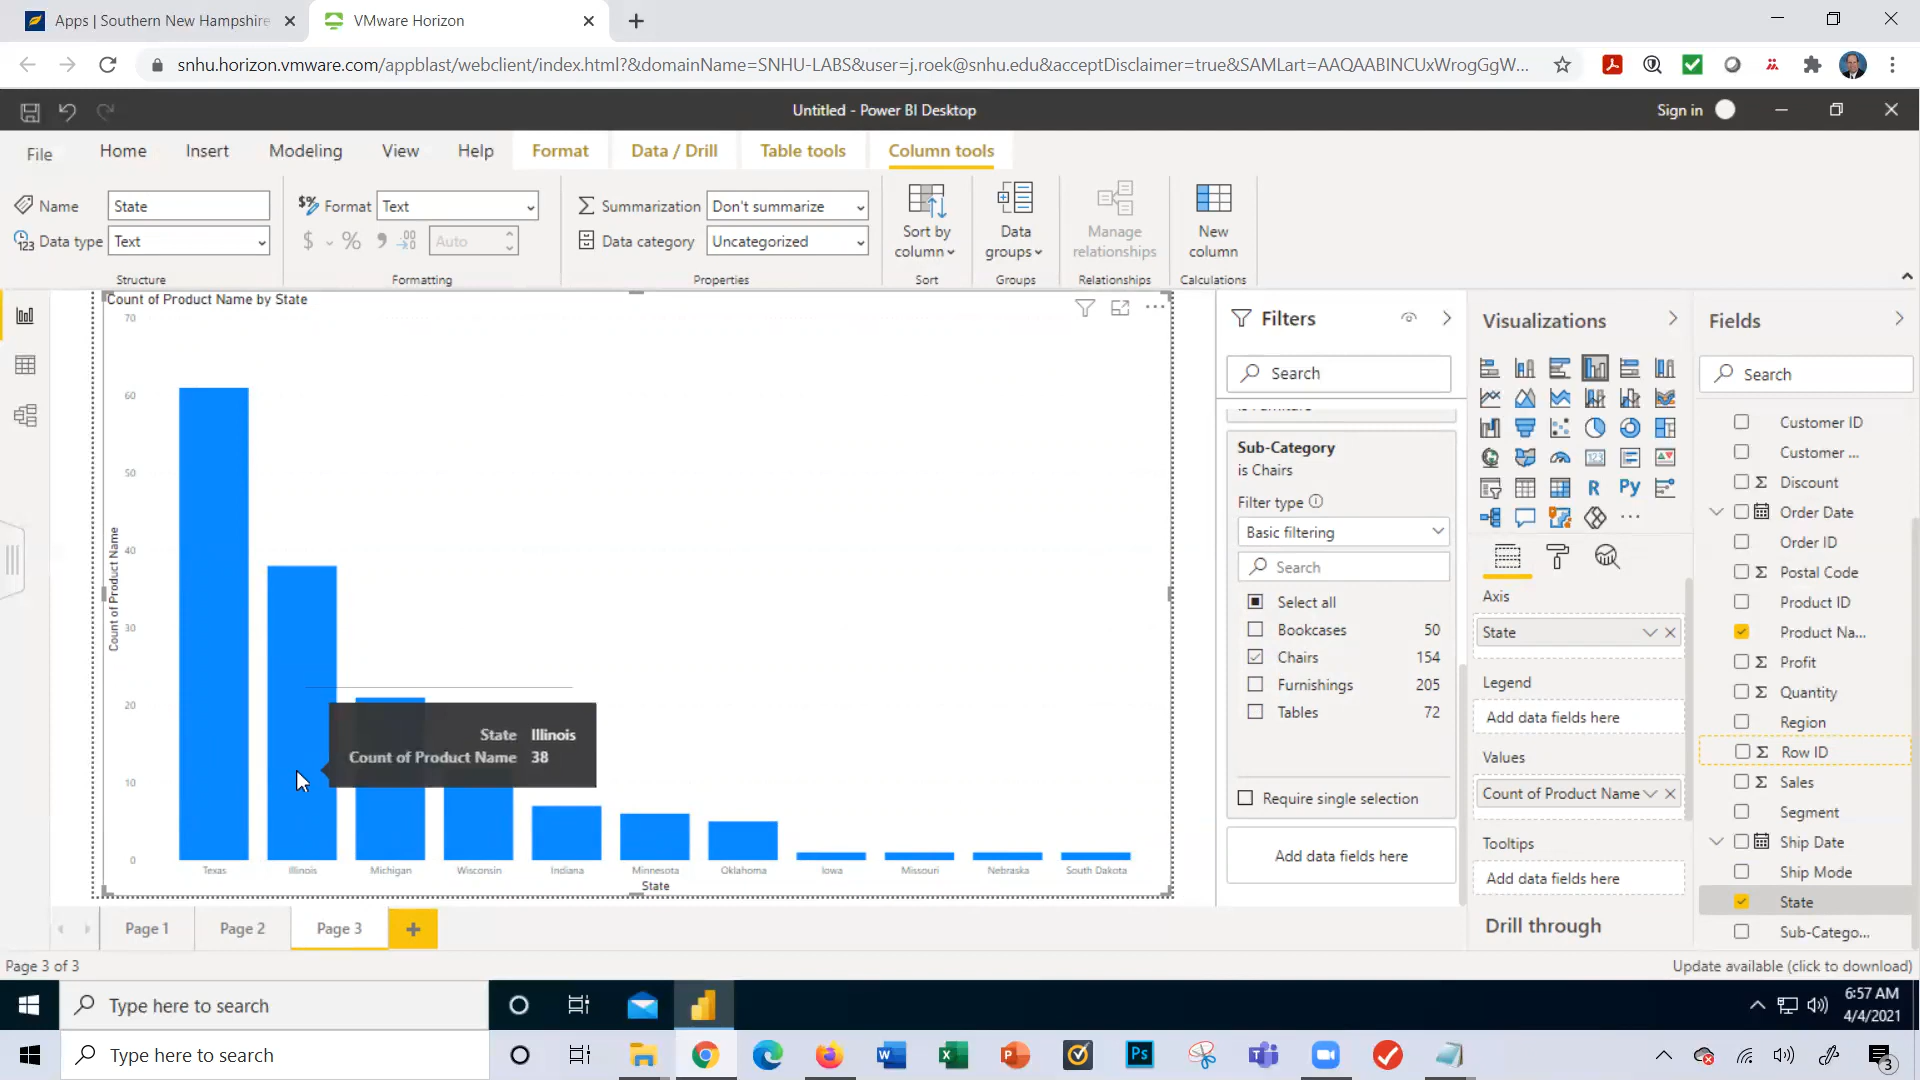 Apps | Southern New Hampshire
VMware Horizon
snhu.horizon.vmware.com/appblast/webclient/index.html?&domainName=SNHU-LABS&user=j.roek@snhu.edu&acceptDisclaimer=true&SAMLart=AAQAABINCUxWrogGgW...
Untitled - Power BI Desktop
Sign in
File
Home
Insert
Modeling
View
Help
Format
Data / Drill
Table tools
Column tools
Name
State
Format
Text
Summarization
Don't summarize
Data type
Text
$
%
Auto
Data category
Uncategorized
Sort by
column
Data
groups
Manage
relationships
New
column
Structure
Formatting
Properties
Sort
Groups
Relationships
Calculations
Count of Product Name by State
70
60
50
40
30
20
10
0
Count of Product Name
State Illinois
Count of Product Name 38
Texas
Illinois
Michigan
Wisconsin
Indiana
Minnesota
Oklahoma
Iowa
Missouri
Nebraska
South Dakota
State
Filters
Search
Sub-Category
is Chairs
Filter type
Basic filtering
Search
Select all
Bookcases 50
Chairs 154
Furnishings 205
Tables 72
Require single selection
Add data fields here
Visualizations
R
Py
Axis
State
Legend
Add data fields here
Values
Count of Product Name
Tooltips
Add data fields here
Drill through
Fields
Search
Customer ID
Customer ...
Discount
Order Date
Order ID
Postal Code
Product ID
Product Na...
Profit
Quantity
Region
Row ID
Sales
Segment
Ship Date
Ship Mode
State
Sub-Catego...
Page 1
Page 2
Page 3
Page 3 of 3
Update available (click to download)
Type here to search
6:57 AM
4/4/2021
Type here to search
3